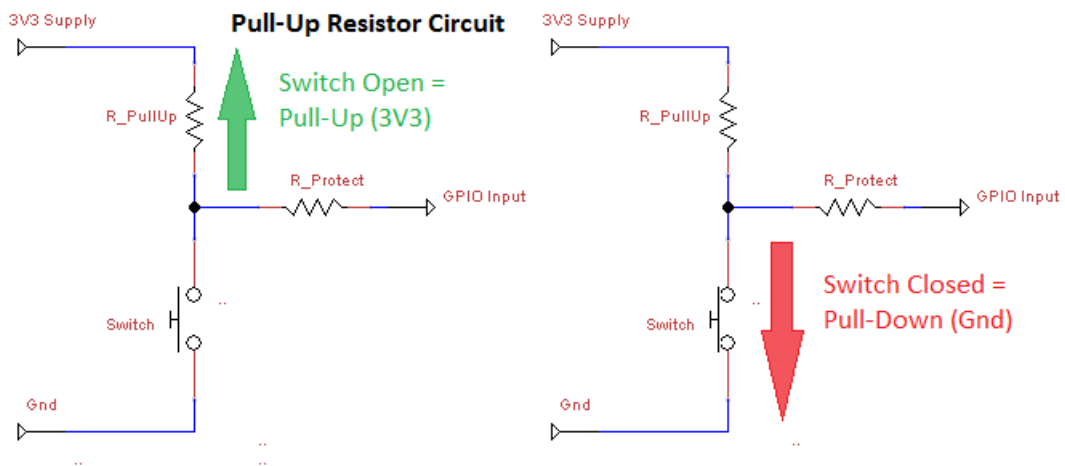 3V3 Supply
Pull-Up Resistor Circuit
Switch Open =
Pull-Up (3V3)
R_PullUp
R_Protect
GPIO Input
Switch
Gnd
3V3 Supply
R_PullUp
R_Protect
GPIO Input
Switch Closed =
Pull-Down (Gnd)
Switch
Gnd